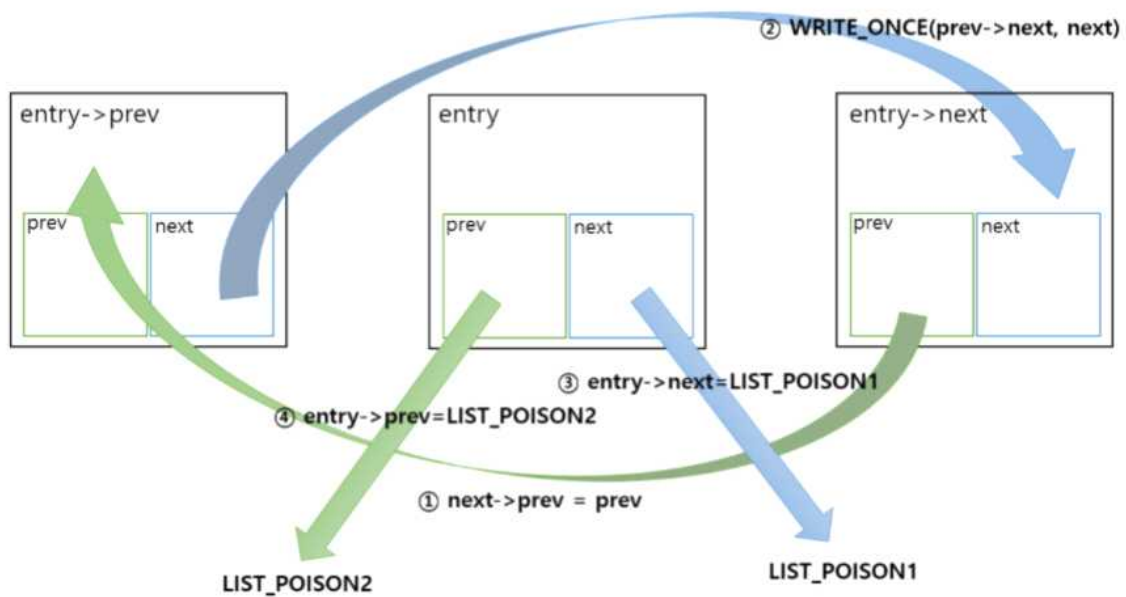 ② WRITE_ONCE(prev->next, next)
entry->prev
entry
entry->next
prev
next
prev
next
prev
next
③ entry->next=LIST_POISON1
④ entry->prev=LIST_POISON2
① next->prev = prev
LIST_POISON2
LIST_POISON1